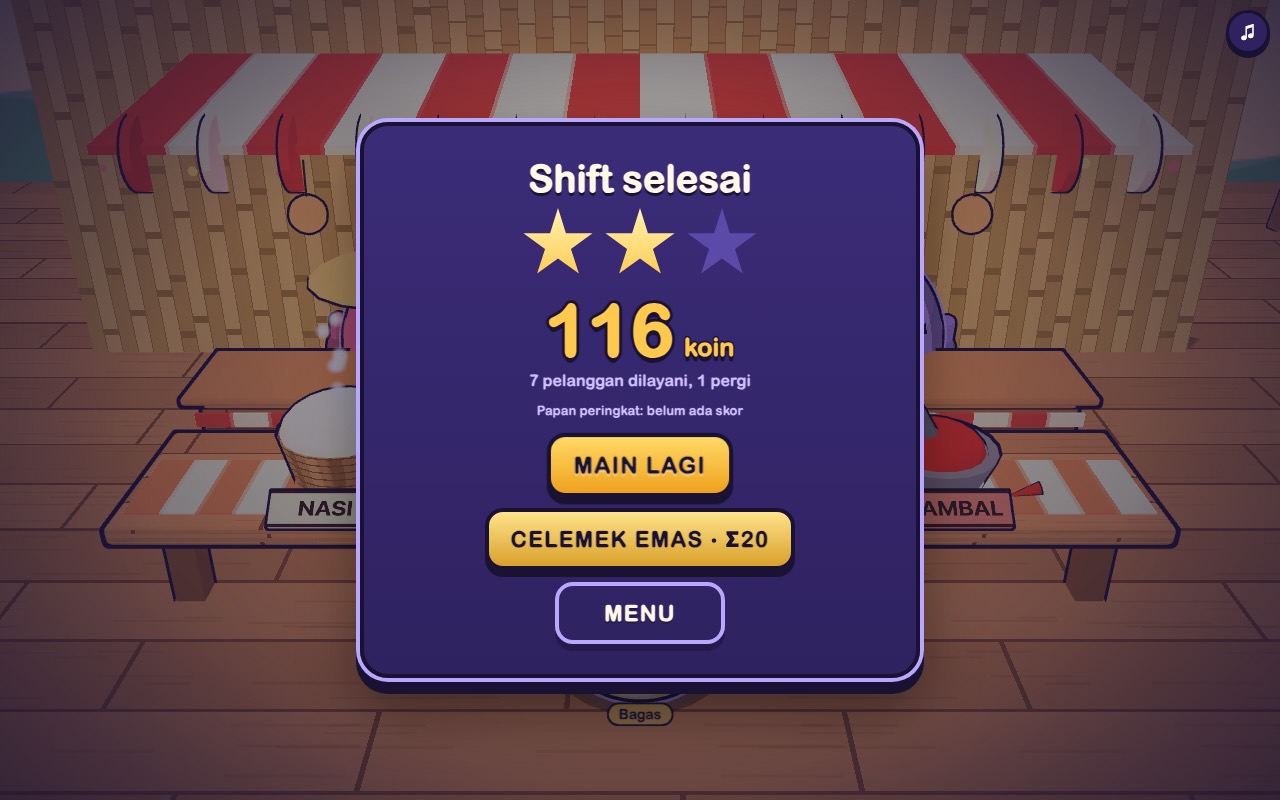 Shift selesai
116 koin
7 pelanggan dilayani, 1 pergi
Papan peringkat: belum ada skor
MAIN LAGI
NASI
AMBAL
CELEMEK EMAS · Σ20
MENU
Bagas